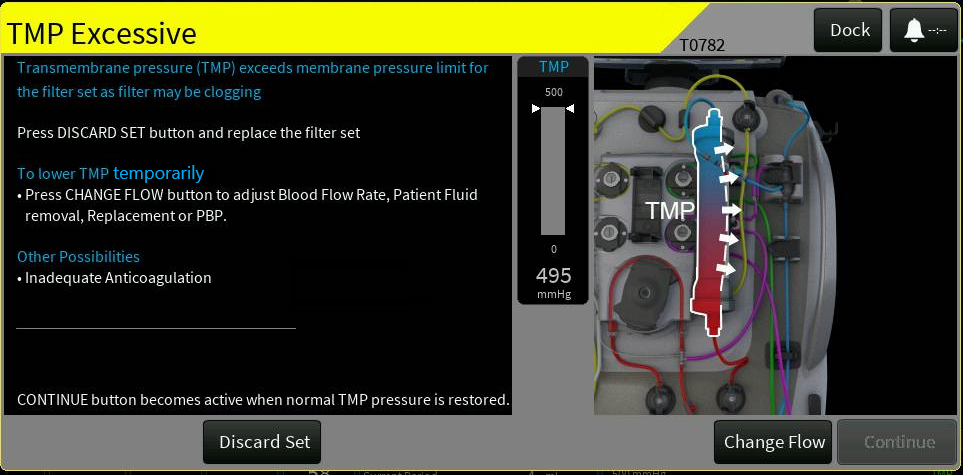 TMP Excessive
T0782
Dock
--:--
Transmembrane pressure (TMP) exceeds membrane pressure limit for
the filter set as filter may be clogging
Press DISCARD SET button and replace the filter set
To lower TMP temporarily
• Press CHANGE FLOW button to adjust Blood Flow Rate, Patient Fluid
removal, Replacement or PBP.
Other Possibilities
• Inadequate Anticoagulation
CONTINUE button becomes active when normal TMP pressure is restored.
TMP
500
0
495
mmHg
TMP
Discard Set
Change Flow
Continue